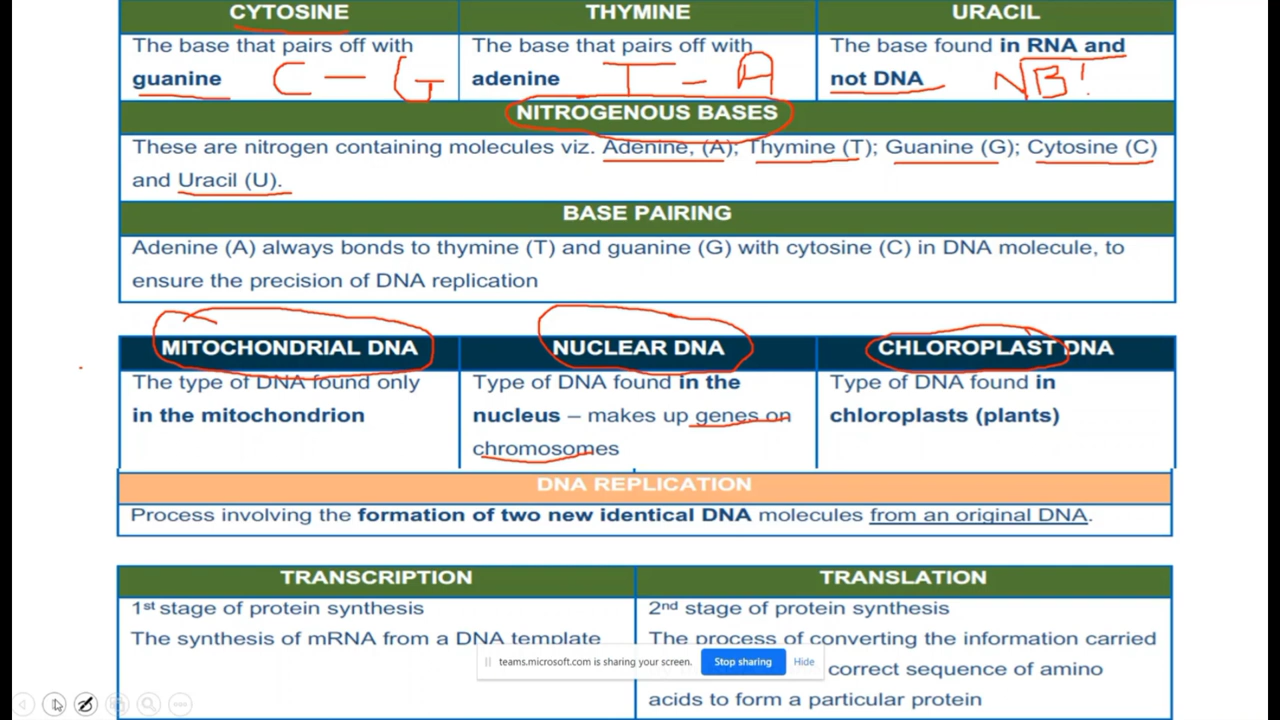 CYTOSINE THYMINE URACIL
The base that pairs off with
guanine C – G
The base that pairs off with
adenine T – A
The base found in RNA and
not DNA NB!
NITROGENOUS BASES
These are nitrogen containing molecules viz. Adenine, (A); Thymine (T); Guanine (G); Cytosine (C)
and Uracil (U).
BASE PAIRING
Adenine (A) always bonds to thymine (T) and guanine (G) with cytosine (C) in DNA molecule, to
ensure the precision of DNA replication
MITOCHONDRIAL DNA NUCLEAR DNA CHLOROPLAST DNA
The type of DNA found only
in the mitochondrion
Type of DNA found in the
nucleus – makes up genes on
chromosomes
Type of DNA found in
chloroplasts (plants)
DNA REPLICATION
Process involving the formation of two new identical DNA molecules from an original DNA.
TRANSCRIPTION TRANSLATION
1st stage of protein synthesis
The synthesis of mRNA from a DNA template
2nd stage of protein synthesis
The process of converting the information carried
correct sequence of amino
acids to form a particular protein
teams.microsoft.com is sharing your screen. Stop sharing Hide